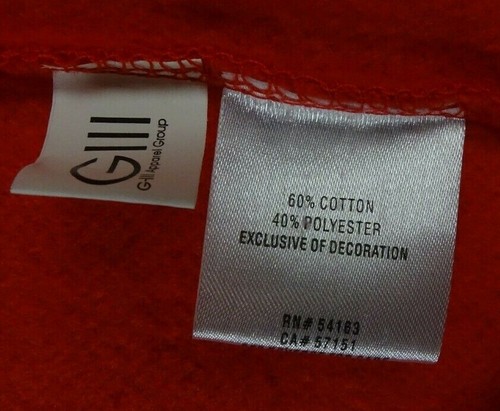 GIII
G-III Apparel Group
60% COTTON
40% POLYESTER
EXCLUSIVE OF DECORATION
RN# 54163
CA# 57151